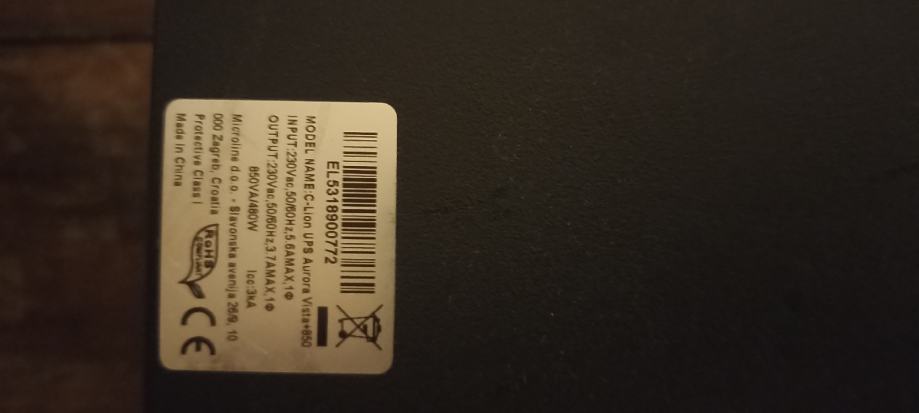 EL5318900772
MODEL NAME:C-Lion UPS Aurora Vista+850
INPUT:230Vac,50/60Hz,5.6AMAX,1Φ
OUTPUT:230Vac,50/60Hz,3.7AMAX,1Φ
850VA/480W Icc:3kA
Microline d.o.o. - Slavonska avenija 26/9, 10
000 Zagreb, Croatia
Protective Class I
Made in China
RoHS
COMPLIANT
CE